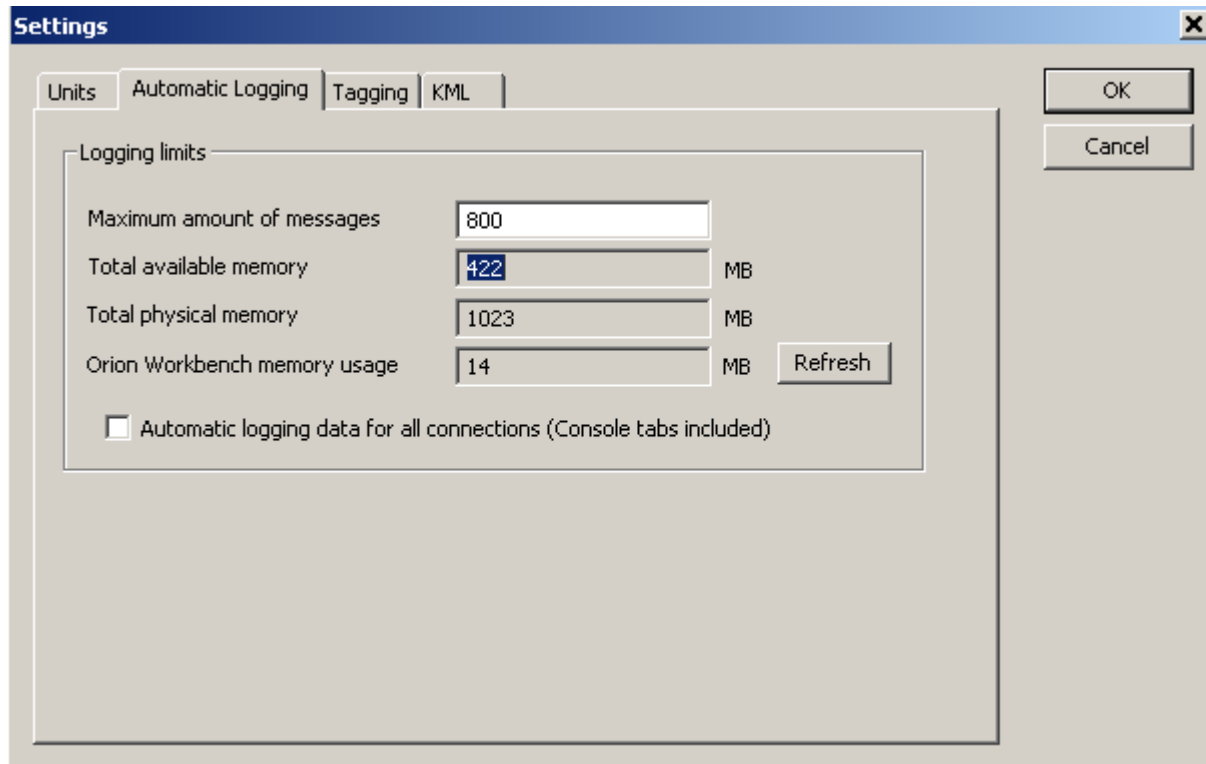 Settings
Units Automatic Logging Tagging KML
OK
Cancel
Logging limits
Maximum amount of messages 800
Total available memory 422 MB
Total physical memory 1023 MB
Orion Workbench memory usage 14 MB Refresh
Automatic logging data for all connections (Console tabs included)